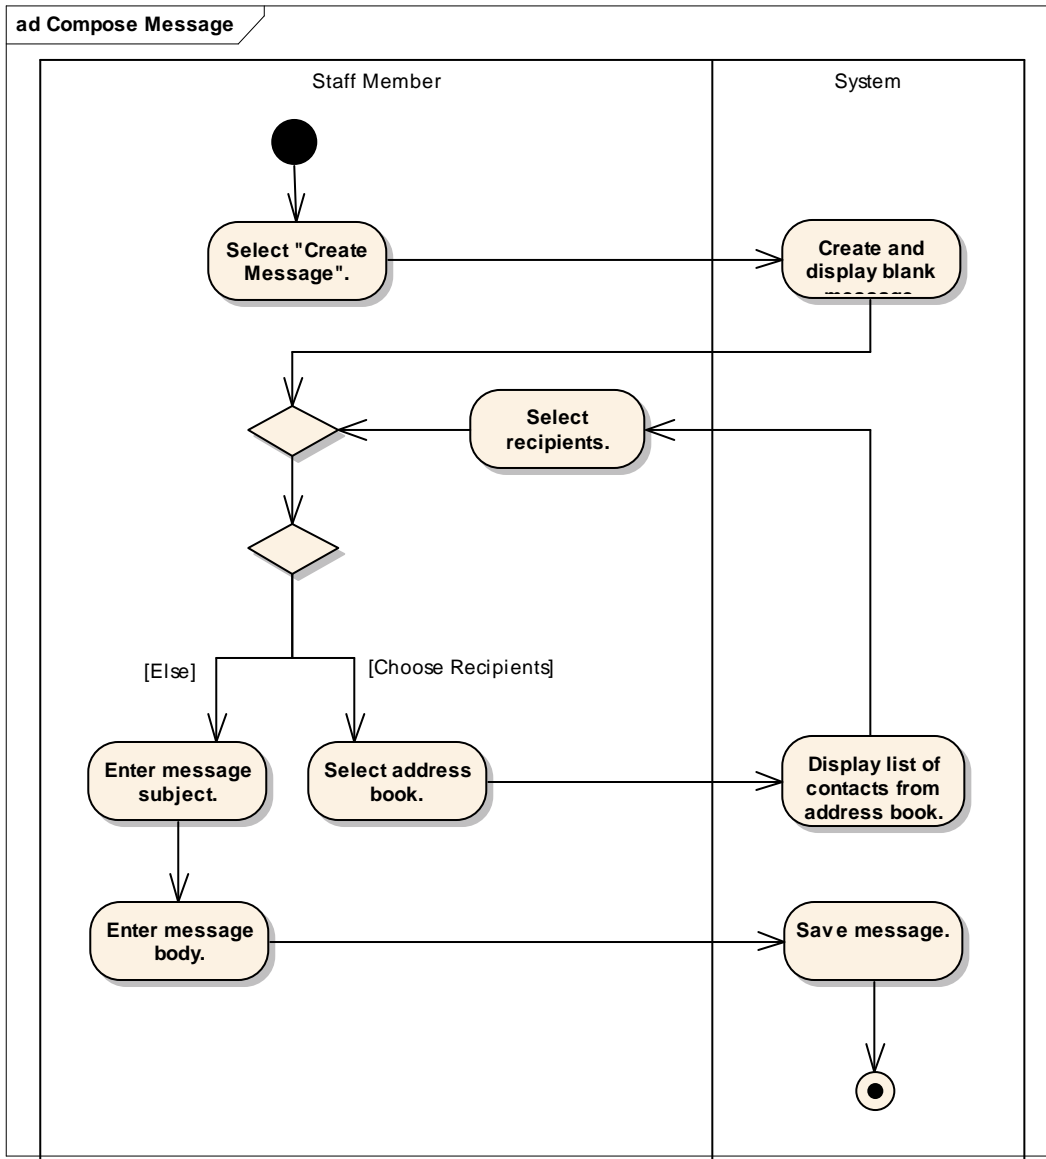 ad Compose Message
Staff Member
System
Select "Create
Message".
Create and
display blank
Select
recipients.
[Else]
[Choose Recipients]
Enter message
subject.
Select address
book.
Display list of
contacts from
address book.
Enter message
body.
Save message.